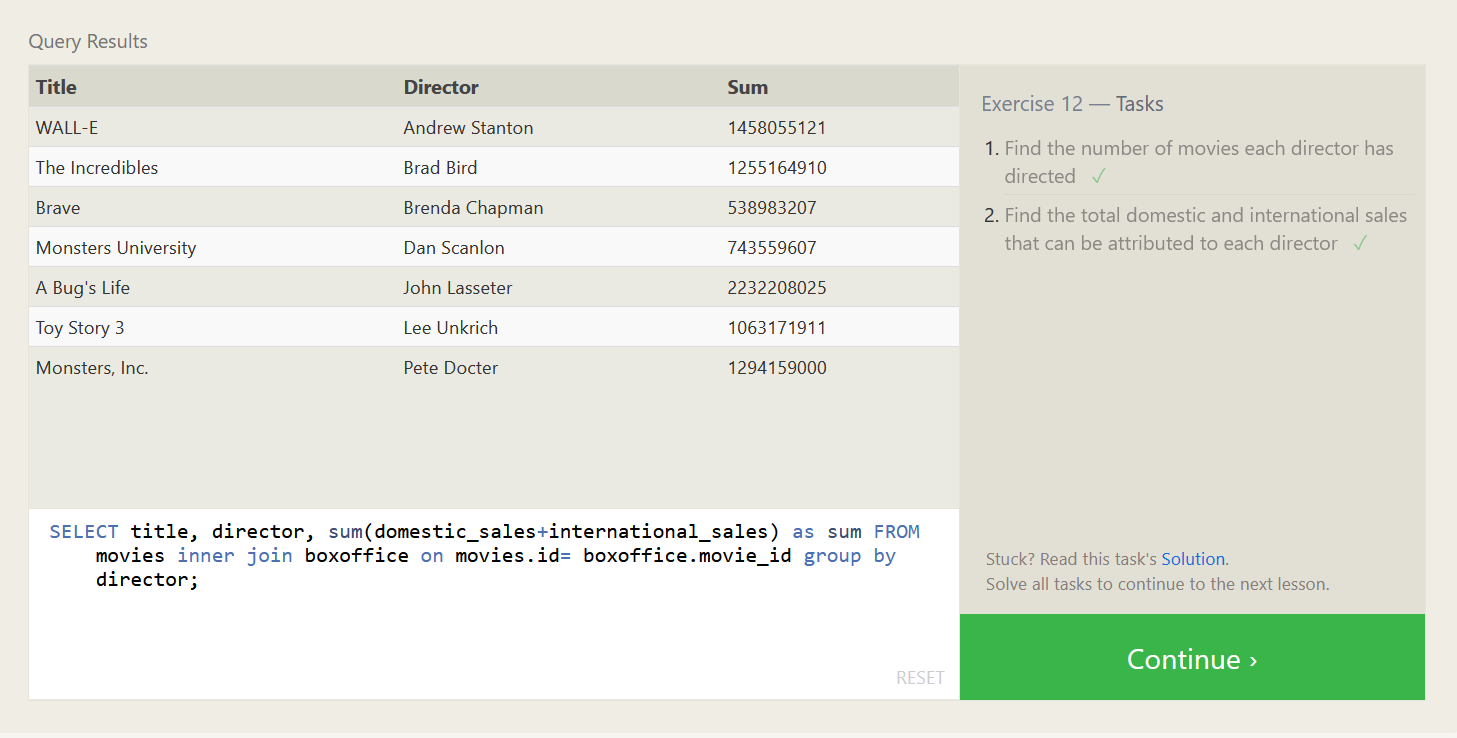 Query Results
Title Director Sum
WALL-E Andrew Stanton 1458055121
The Incredibles Brad Bird 1255164910
Brave Brenda Chapman 538983207
Monsters University Dan Scanlon 743559607
A Bug's Life John Lasseter 2232208025
Toy Story 3 Lee Unkrich 1063171911
Monsters, Inc. Pete Docter 1294159000
SELECT title, director, sum(domestic_sales+international_sales) as sum FROM
movies inner join boxoffice on movies.id= boxoffice.movie_id group by
director;
RESET
Exercise 12 — Tasks
1. Find the number of movies each director has
directed ✓
2. Find the total domestic and international sales
that can be attributed to each director ✓
Stuck? Read this task's Solution.
Solve all tasks to continue to the next lesson.
Continue ›